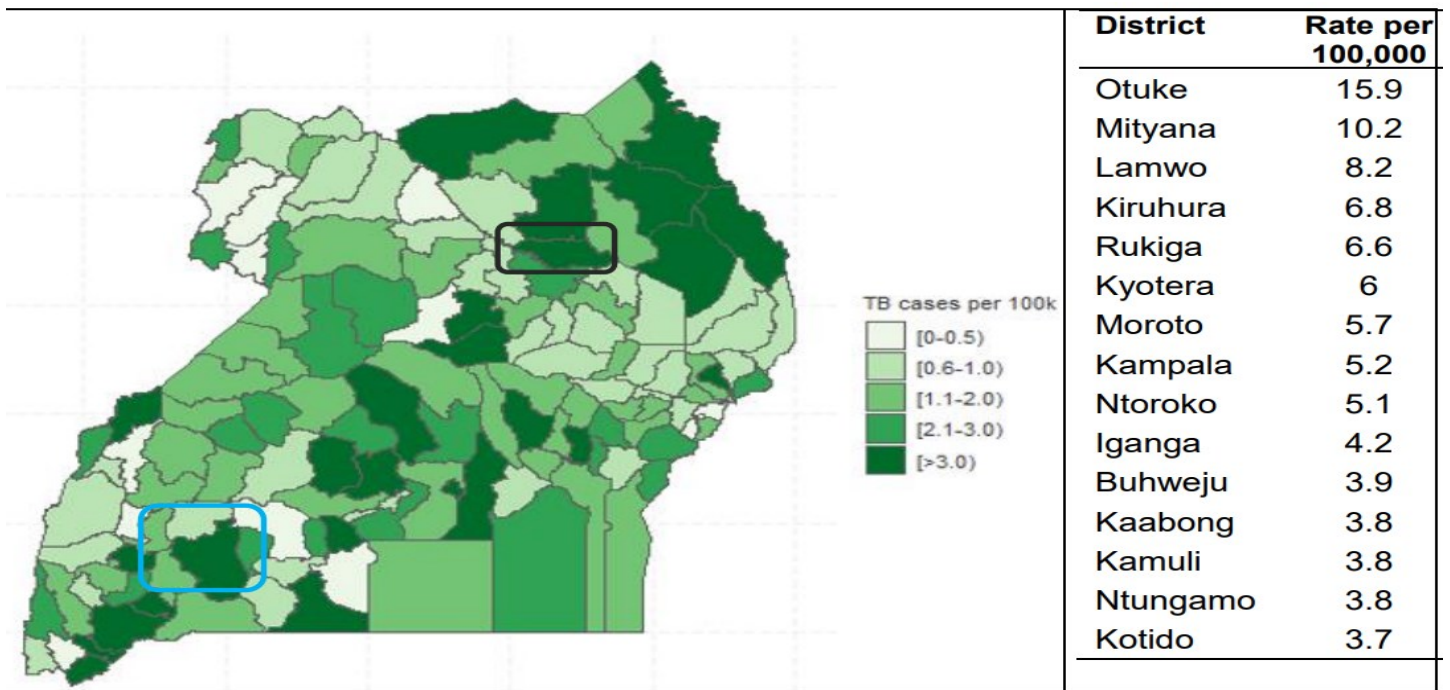 TB cases per 100k
[0-0.5)
[0.6-1.0)
[1.1-2.0)
[2.1-3.0)
[>3.0)
District Rate per
100,000
Otuke 15.9
Mityana 10.2
Lamwo 8.2
Kiruhura 6.8
Rukiga 6.6
Kyotera 6
Moroto 5.7
Kampala 5.2
Ntoroko 5.1
Iganga 4.2
Buhweju 3.9
Kaabong 3.8
Kamuli 3.8
Ntungamo 3.8
Kotido 3.7